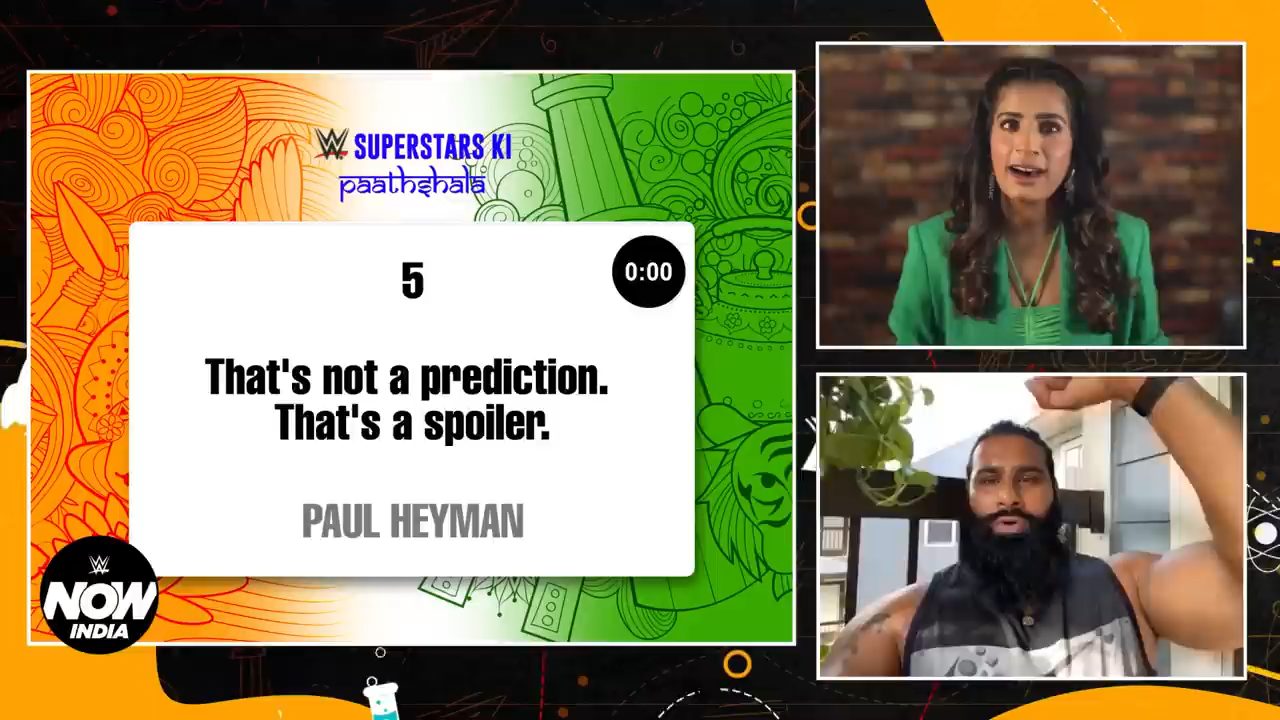 W SUPERSTARS KI
paathshala
5
0:00
That's not a prediction.
That's a spoiler.
PAUL HEYMAN
W
NOW
INDIA